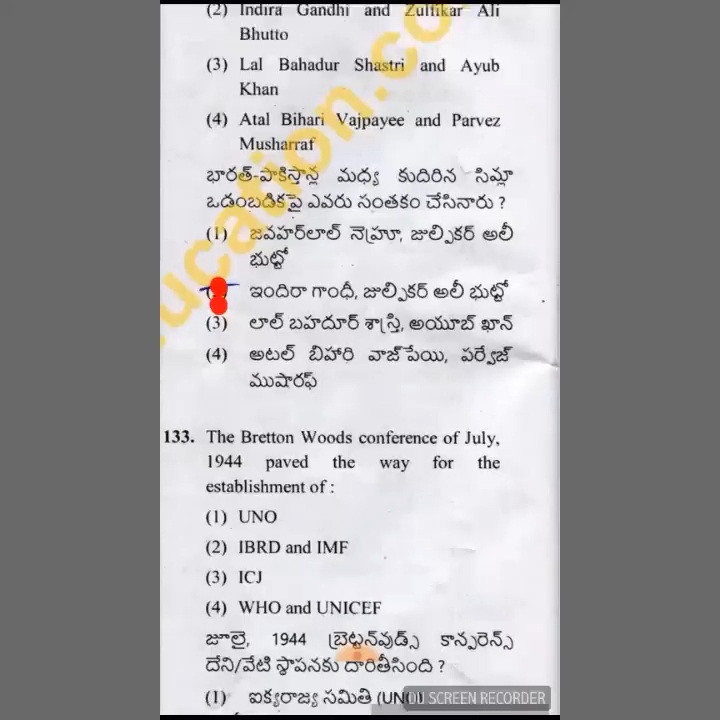 (2) Indira Gandhi and Zulfikar Ali
Bhutto
(3) Lal Bahadur Shastri and Ayub
Khan
(4) Atal Bihari Vajpayee and Parvez
Musharraf
భారత్-పాకిస్తాన్ల మధ్య కుదిరిన సిమ్లా
ఒడంబడికపై ఎవరు సంతకం చేసినారు ?
(1) జవహర్‌లాల్ నెహ్రూ, జుల్ఫికర్ అలీ
భుట్టో
ఇందిరా గాంధీ, జుల్ఫికర్ అలీ భుట్టో
(3) లాల్ బహదూర్ శాస్త్రి, అయూబ్ ఖాన్
(4) అటల్ బిహారి వాజ్‌పేయి, పర్వేజ్
ముషారఫ్
133. The Bretton Woods conference of July,
1944 paved the way for the
establishment of :
(1) UNO
(2) IBRD and IMF
(3) ICJ
(4) WHO and UNICEF
జూలై, 1944 బ్రెట్టన్‌వుడ్స్ కాన్ఫరెన్స్
దేని/వేటి స్థాపనకు దారితీసింది ?
(1) ఐక్యరాజ్య సమితి (UNO)
DU SCREEN RECORDER
ucation.co